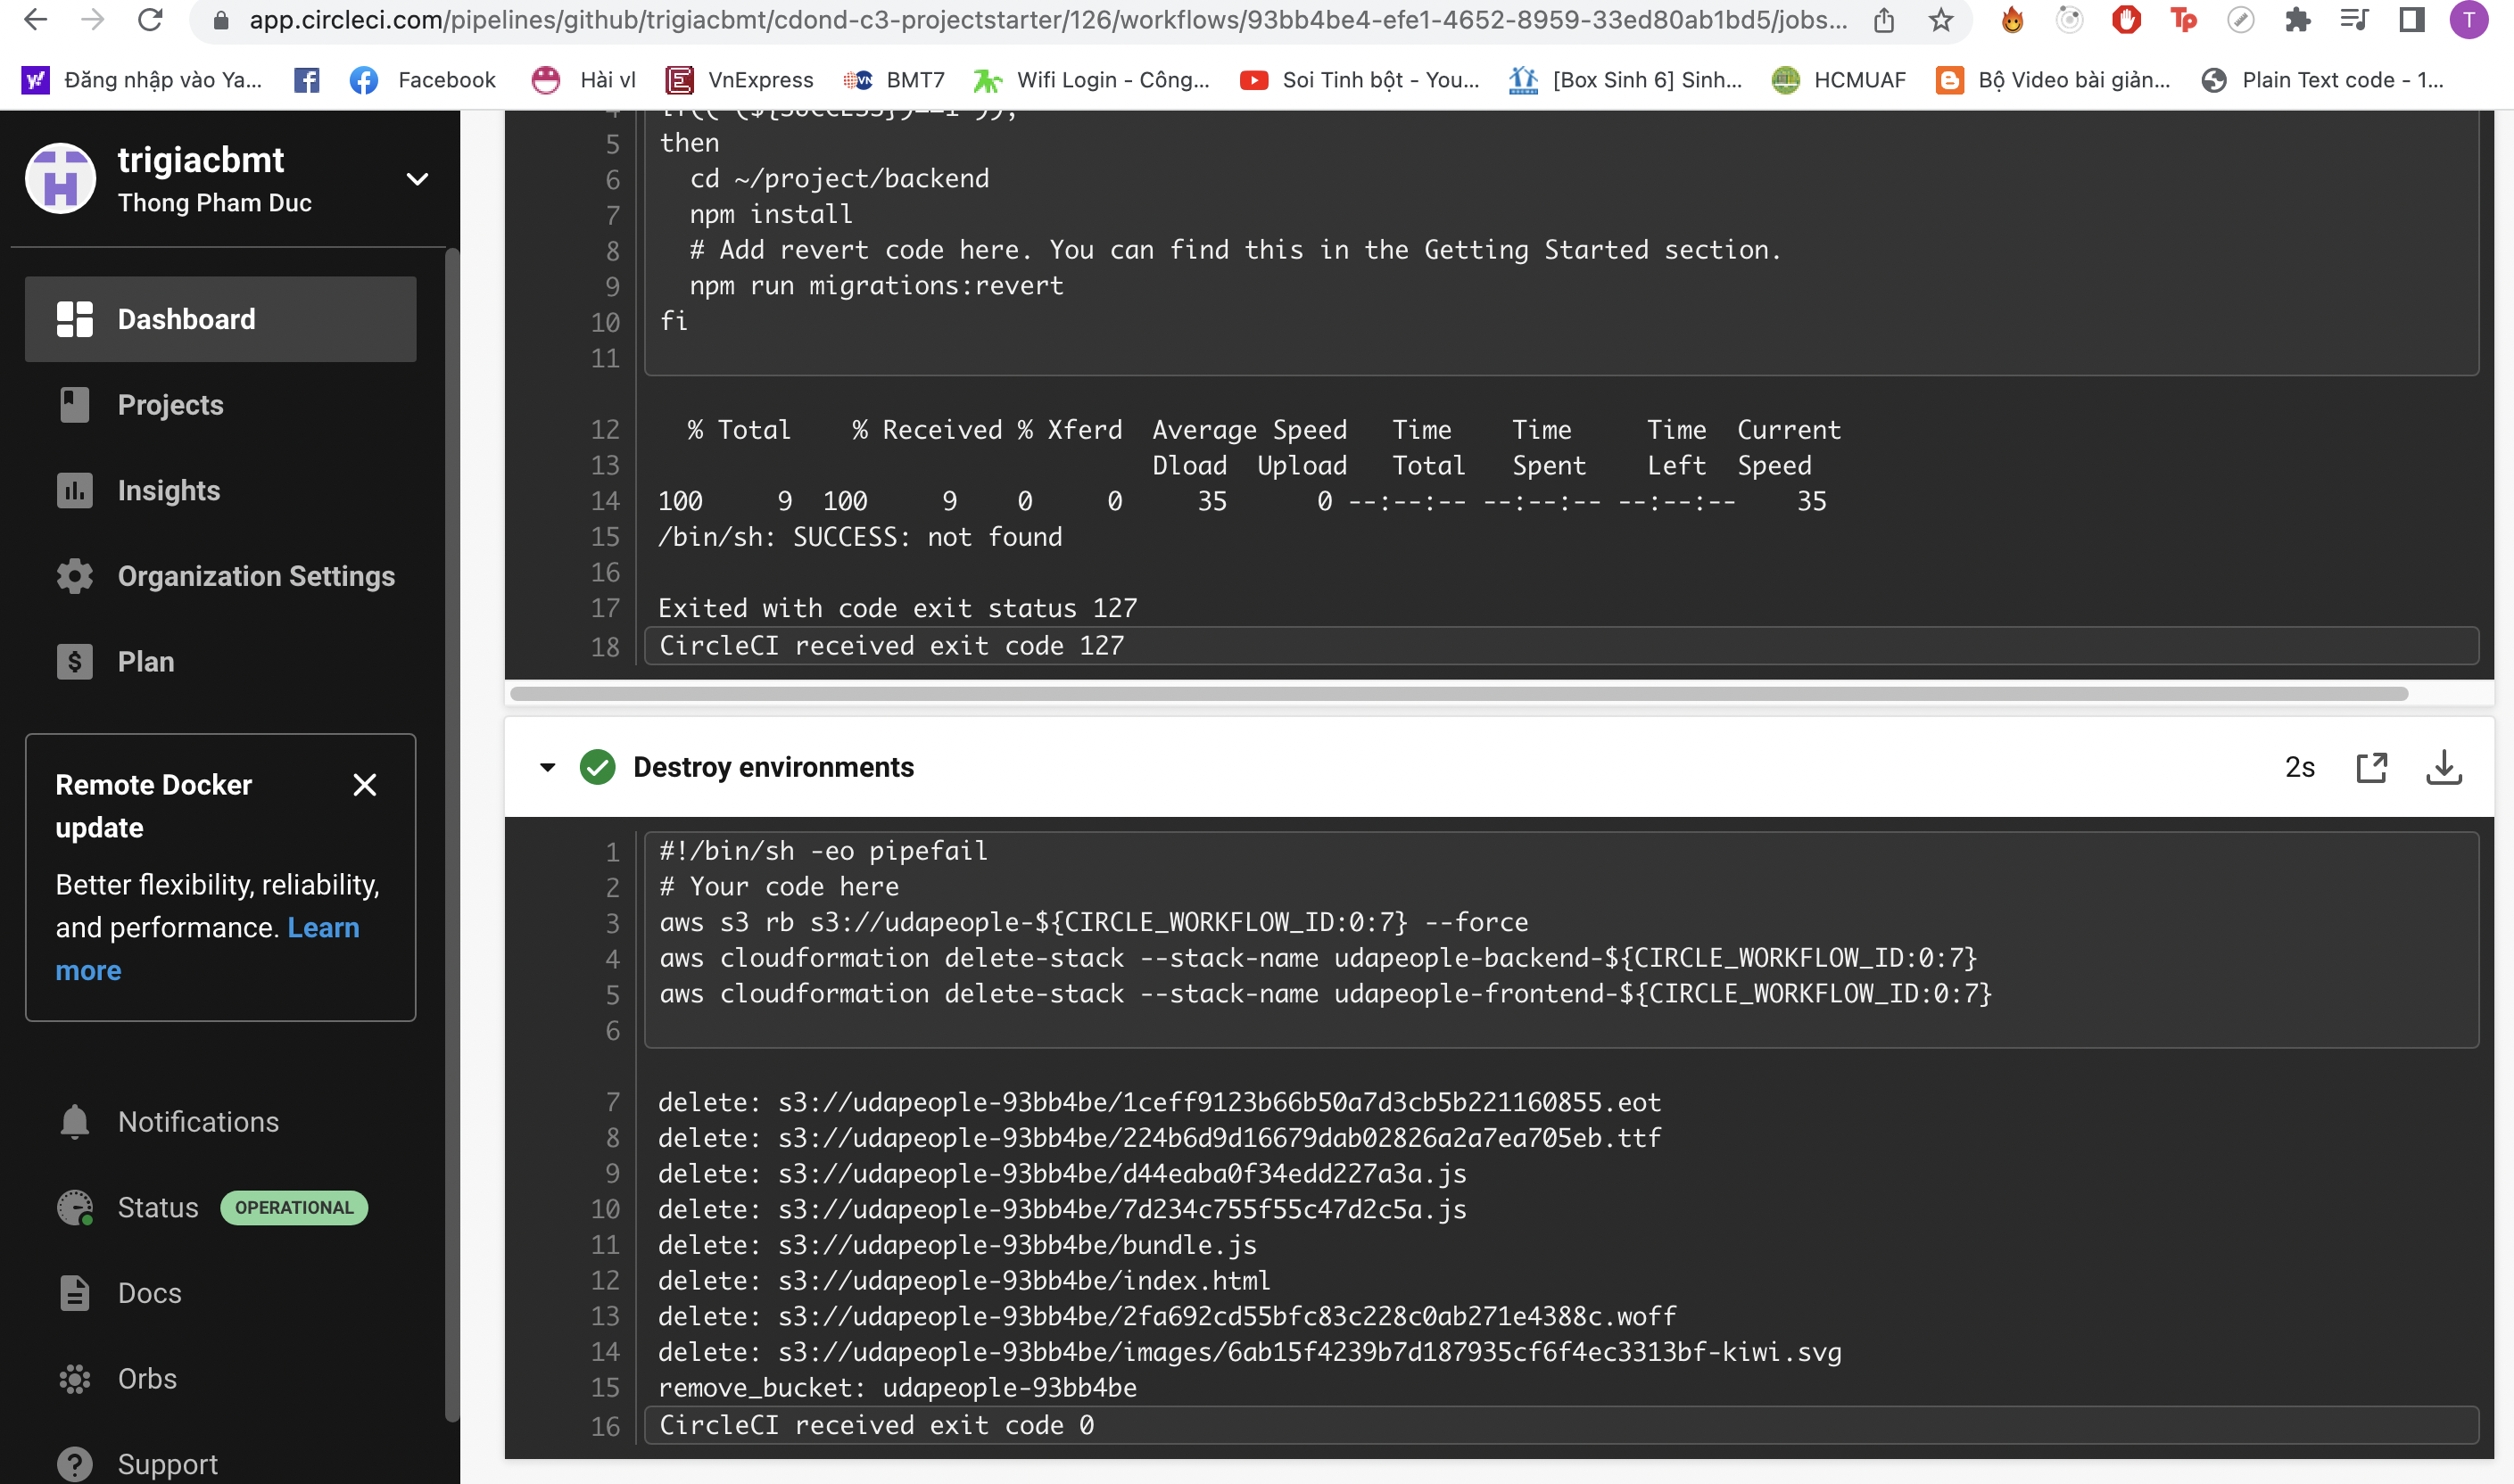 app.circleci.com/pipelines/github/trigiacbmt/cdond-c3-projectstarter/126/workflows/93bb4be4-efe1-4652-8959-33ed80ab1bd5/jobs...
T
Đăng nhập vào Ya...
Facebook
Hài vl
VnExpress
BMT7
Wifi Login - Công...
Soi Tinh bột - You...
[Box Sinh 6] Sinh...
HCMUAF
Bộ Video bài giản...
Plain Text code - 1...
trigiacbmt
Thong Pham Duc
Dashboard
Projects
Insights
Organization Settings
Plan
Remote Docker
update
Better flexibility, reliability,
and performance. Learn
more
Notifications
Status OPERATIONAL
Docs
Orbs
Support
5 then
6 cd ~/project/backend
7 npm install
8 # Add revert code here. You can find this in the Getting Started section.
9 npm run migrations:revert
10 fi
11
12 % Total % Received % Xferd Average Speed Time Time Time Current
13 Dload Upload Total Spent Left Speed
14 100 9 100 9 0 0 35 0 --:--:-- --:--:-- --:--:-- 35
15 /bin/sh: SUCCESS: not found
16
17 Exited with code exit status 127
18 CircleCI received exit code 127
Destroy environments 2s
1 #!/bin/sh -eo pipefail
2 # Your code here
3 aws s3 rb s3://udapeople-${CIRCLE_WORKFLOW_ID:0:7} --force
4 aws cloudformation delete-stack --stack-name udapeople-backend-${CIRCLE_WORKFLOW_ID:0:7}
5 aws cloudformation delete-stack --stack-name udapeople-frontend-${CIRCLE_WORKFLOW_ID:0:7}
6
7 delete: s3://udapeople-93bb4be/1ceff9123b66b50a7d3cb5b221160855.eot
8 delete: s3://udapeople-93bb4be/224b6d9d16679dab02826a2a7ea705eb.ttf
9 delete: s3://udapeople-93bb4be/d44eaba0f34edd227a3a.js
10 delete: s3://udapeople-93bb4be/7d234c755f55c47d2c5a.js
11 delete: s3://udapeople-93bb4be/bundle.js
12 delete: s3://udapeople-93bb4be/index.html
13 delete: s3://udapeople-93bb4be/2fa692cd55bfc83c228c0ab271e4388c.woff
14 delete: s3://udapeople-93bb4be/images/6ab15f4239b7d187935cf6f4ec3313bf-kiwi.svg
15 remove_bucket: udapeople-93bb4be
16 CircleCI received exit code 0